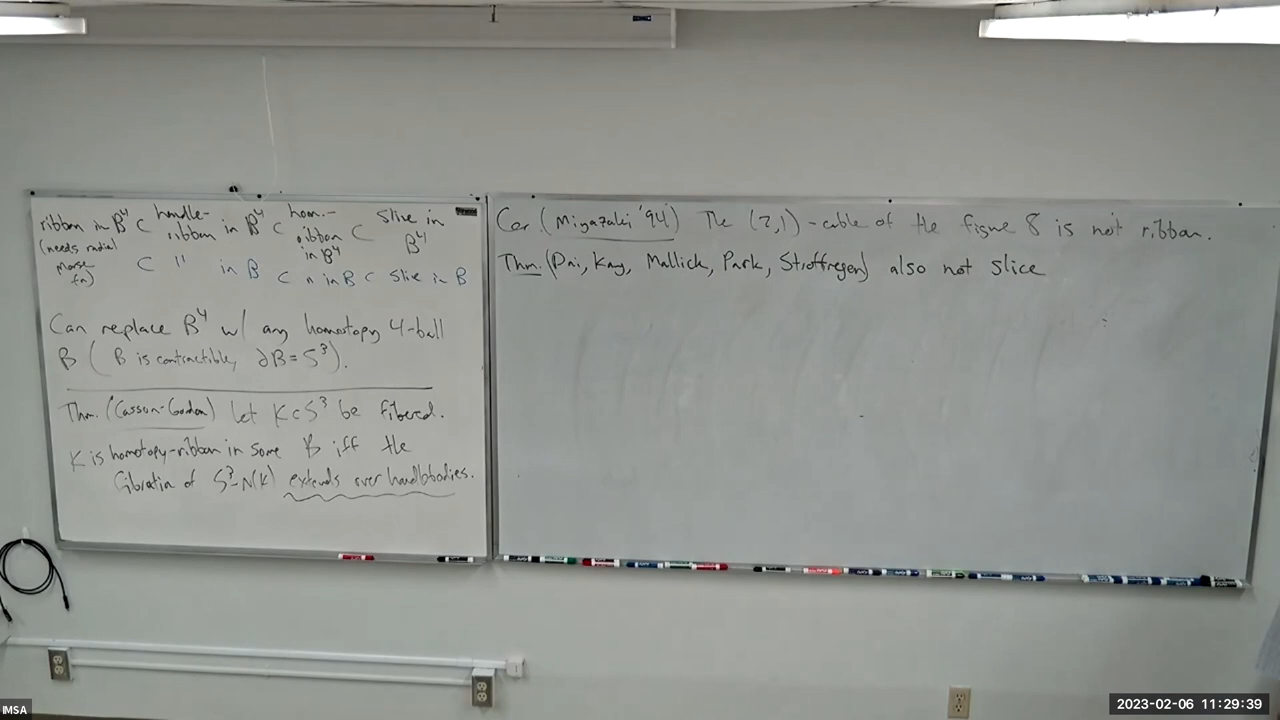 ribbon in B⁴ ⊂ handle-ribbon in B⁴ ⊂ hom.-ribbon in B⁴ ⊂ Slice in B⁴
(needs radial Morse fn)
⊂ " in B ⊂ " in B ⊂ Slice in B
Can replace B⁴ w/ any homotopy 4-ball
B ( B is contractible, ∂B = S³).
Thm. (Casson-Gordon) Let K⊂S³ be fibered.
K is homotopy-ribbon in some B iff the
fibration of S³-N(K) extends over handlebodies.
Cor (Miyazaki '94) The (2,1)-cable of the figure 8 is not ribbon.
Thm. (Dai, Kang, Mallick, Park, Stoffregen) also not slice
IMSA
2023-02-06 11:29:39